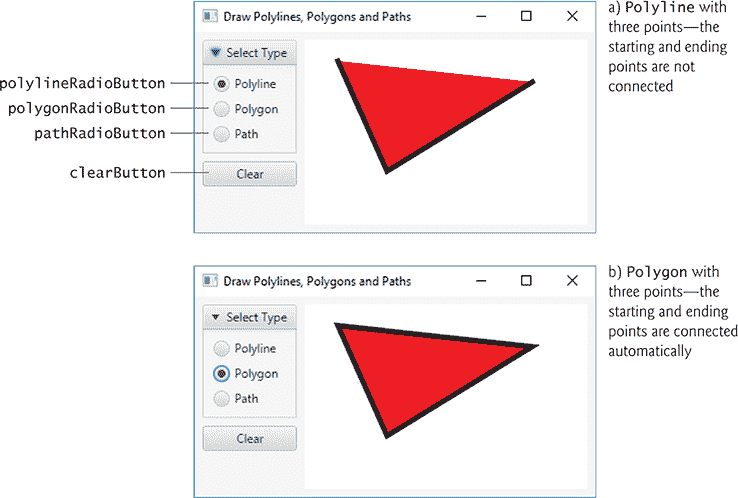 Draw Polylines, Polygons and Paths
Select Type
polylineRadioButton
Polyline
polygonRadioButton
Polygon
pathRadioButton
Path
clearButton
Clear
a) Polyline with
three points—the
starting and ending
points are not
connected
Draw Polylines, Polygons and Paths
Select Type
Polyline
Polygon
Path
Clear
b) Polygon with
three points—the
starting and ending
points are connected
automatically